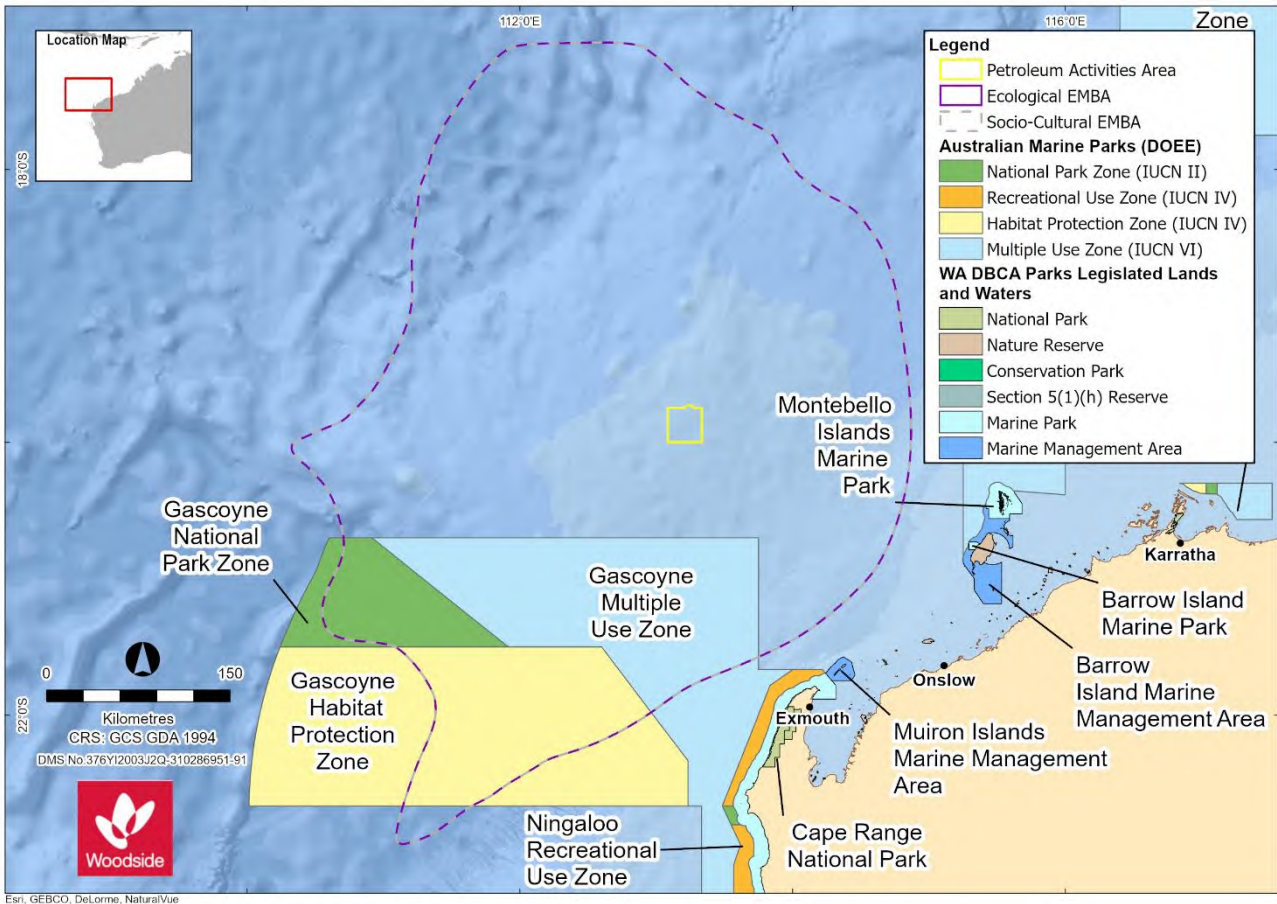 112°0'E
116°0'E
Zone
Location Map
18°0'S
22°0'S
Legend
Petroleum Activities Area
Ecological EMBA
Socio-Cultural EMBA
Australian Marine Parks (DOEE)
National Park Zone (IUCN II)
Recreational Use Zone (IUCN IV)
Habitat Protection Zone (IUCN IV)
Multiple Use Zone (IUCN VI)
WA DBCA Parks Legislated Lands
and Waters
National Park
Nature Reserve
Conservation Park
Section 5(1)(h) Reserve
Marine Park
Marine Management Area
Montebello
Islands
Marine
Park
Gascoyne
National
Park Zone
Gascoyne
Multiple
Use Zone
Gascoyne
Habitat
Protection
Zone
Karratha
Barrow Island
Marine Park
Barrow
Island Marine
Management Area
Onslow
Exmouth
Muiron Islands
Marine Management
Area
Cape Range
National Park
Ningaloo
Recreational
Use Zone
0 150
Kilometres
CRS: GCS GDA 1994
DMS No.376YI2003J2Q-310286951-91
Woodside
Esri, GEBCO, DeLorme, NaturalVue